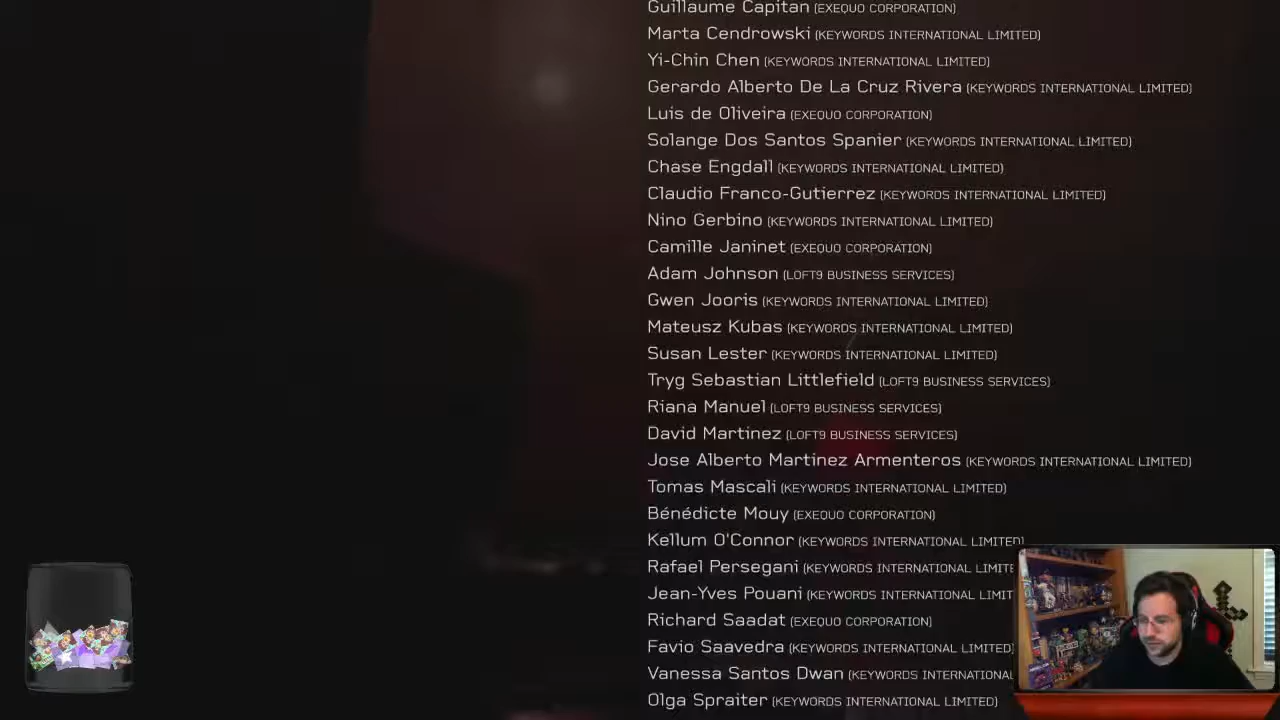 Guillaume Capitan (EXEQUO CORPORATION)
Marta Cendrowski (KEYWORDS INTERNATIONAL LIMITED)
Yi-Chin Chen (KEYWORDS INTERNATIONAL LIMITED)
Gerardo Alberto De La Cruz Rivera (KEYWORDS INTERNATIONAL LIMITED)
Luis de Oliveira (EXEQUO CORPORATION)
Solange Dos Santos Spanier (KEYWORDS INTERNATIONAL LIMITED)
Chase Engdall (KEYWORDS INTERNATIONAL LIMITED)
Claudio Franco-Gutierrez (KEYWORDS INTERNATIONAL LIMITED)
Nino Gerbino (KEYWORDS INTERNATIONAL LIMITED)
Camille Janinet (EXEQUO CORPORATION)
Adam Johnson (LOFT9 BUSINESS SERVICES)
Gwen Jooris (KEYWORDS INTERNATIONAL LIMITED)
Mateusz Kubas (KEYWORDS INTERNATIONAL LIMITED)
Susan Lester (KEYWORDS INTERNATIONAL LIMITED)
Tryg Sebastian Littlefield (LOFT9 BUSINESS SERVICES)
Riana Manuel (LOFT9 BUSINESS SERVICES)
David Martinez (LOFT9 BUSINESS SERVICES)
Jose Alberto Martinez Armenteros (KEYWORDS INTERNATIONAL LIMITED)
Tomas Mascali (KEYWORDS INTERNATIONAL LIMITED)
Bénédicte Mouy (EXEQUO CORPORATION)
Kellum O'Connor (KEYWORDS INTERNATIONAL LIMITED)
Rafael Persegani (KEYWORDS INTERNATIONAL LIMITE
Jean-Yves Pouani (KEYWORDS INTERNATIONAL LIMIT
Richard Saadat (EXEQUO CORPORATION)
Favio Saavedra (KEYWORDS INTERNATIONAL LIMITED)
Vanessa Santos Dwan (KEYWORDS INTERNATIONAL
Olga Spraiter (KEYWORDS INTERNATIONAL LIMITED)